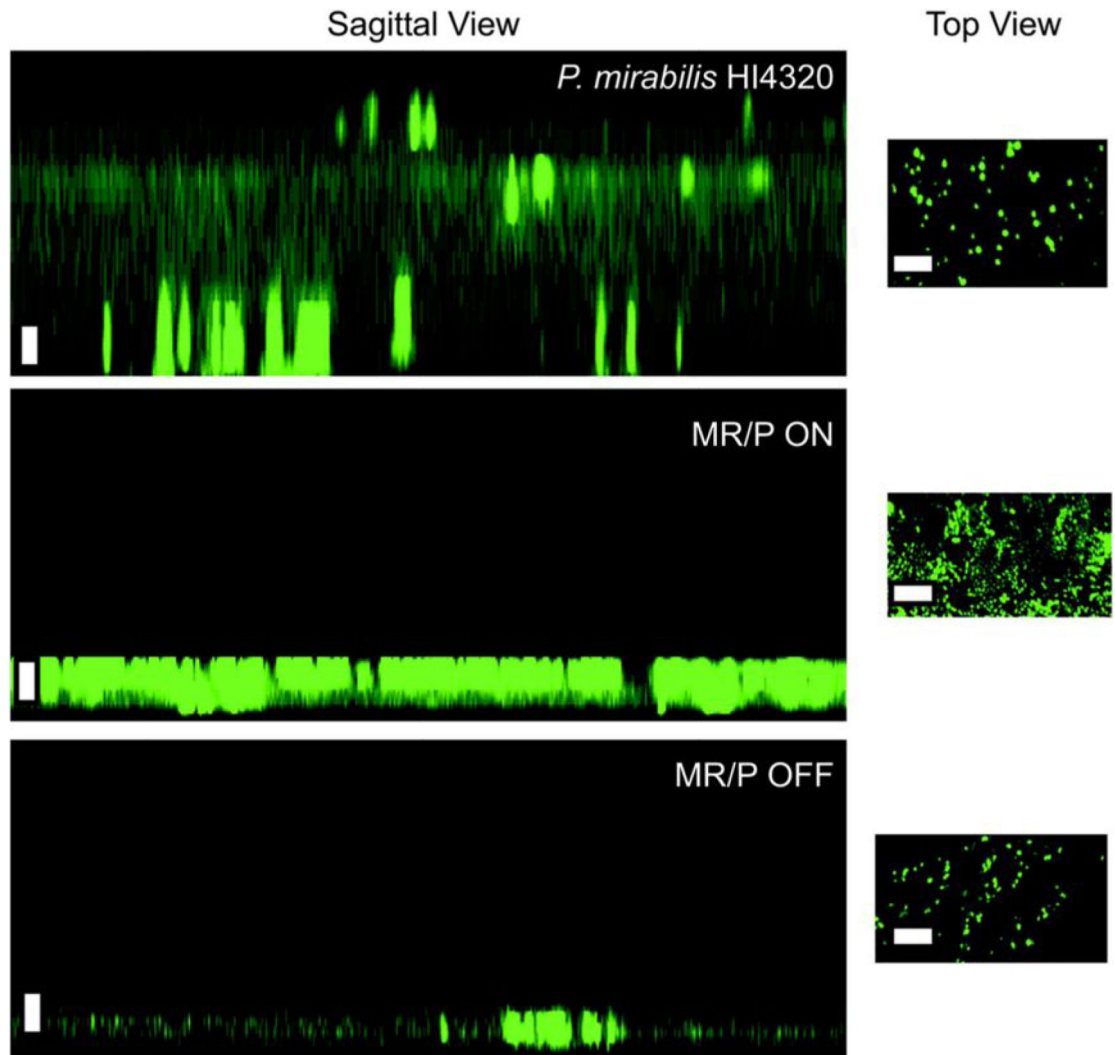 Sagittal View
Top View
P. mirabilis HI4320
MR/P ON
MR/P OFF